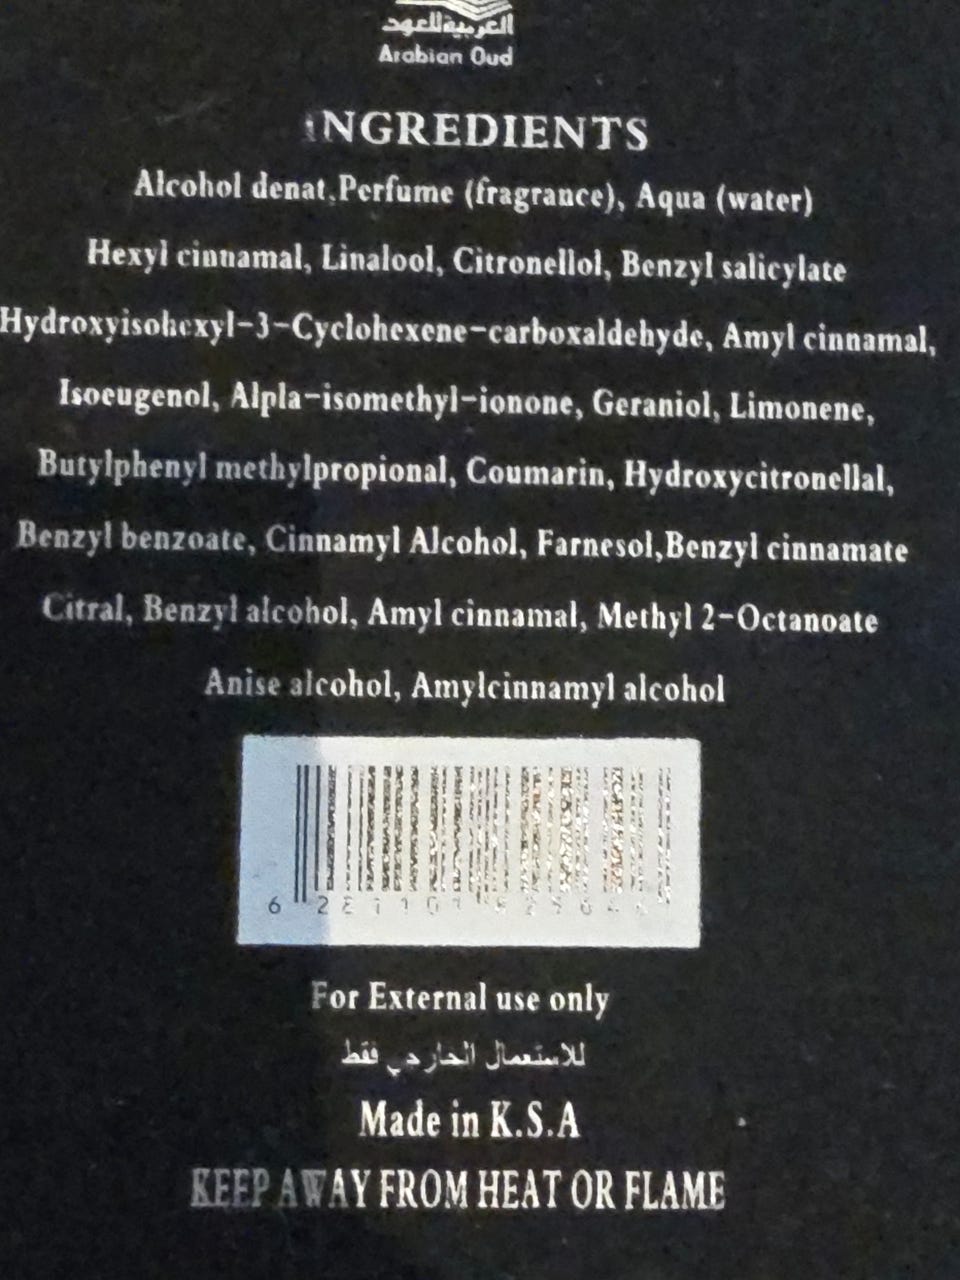 العربية للعود
Arabian Oud
INGREDIENTS
Alcohol denat,Perfume (fragrance), Aqua (water)
Hexyl cinnamal, Linalool, Citronellol, Benzyl salicylate
Hydroxyisohexyl-3-Cyclohexene-carboxaldehyde, Amyl cinnamal,
Isoeugenol, Alpla-isomethyl-ionone, Geraniol, Limonene,
Butylphenyl methylpropional, Coumarin, Hydroxycitronellal,
Benzyl benzoate, Cinnamyl Alcohol, Farnesol,Benzyl cinnamate
Citral, Benzyl alcohol, Amyl cinnamal, Methyl 2-Octanoate
Anise alcohol, Amylcinnamyl alcohol
For External use only
للاستعمال الخارجي فقط
Made in K.S.A
KEEP AWAY FROM HEAT OR FLAME